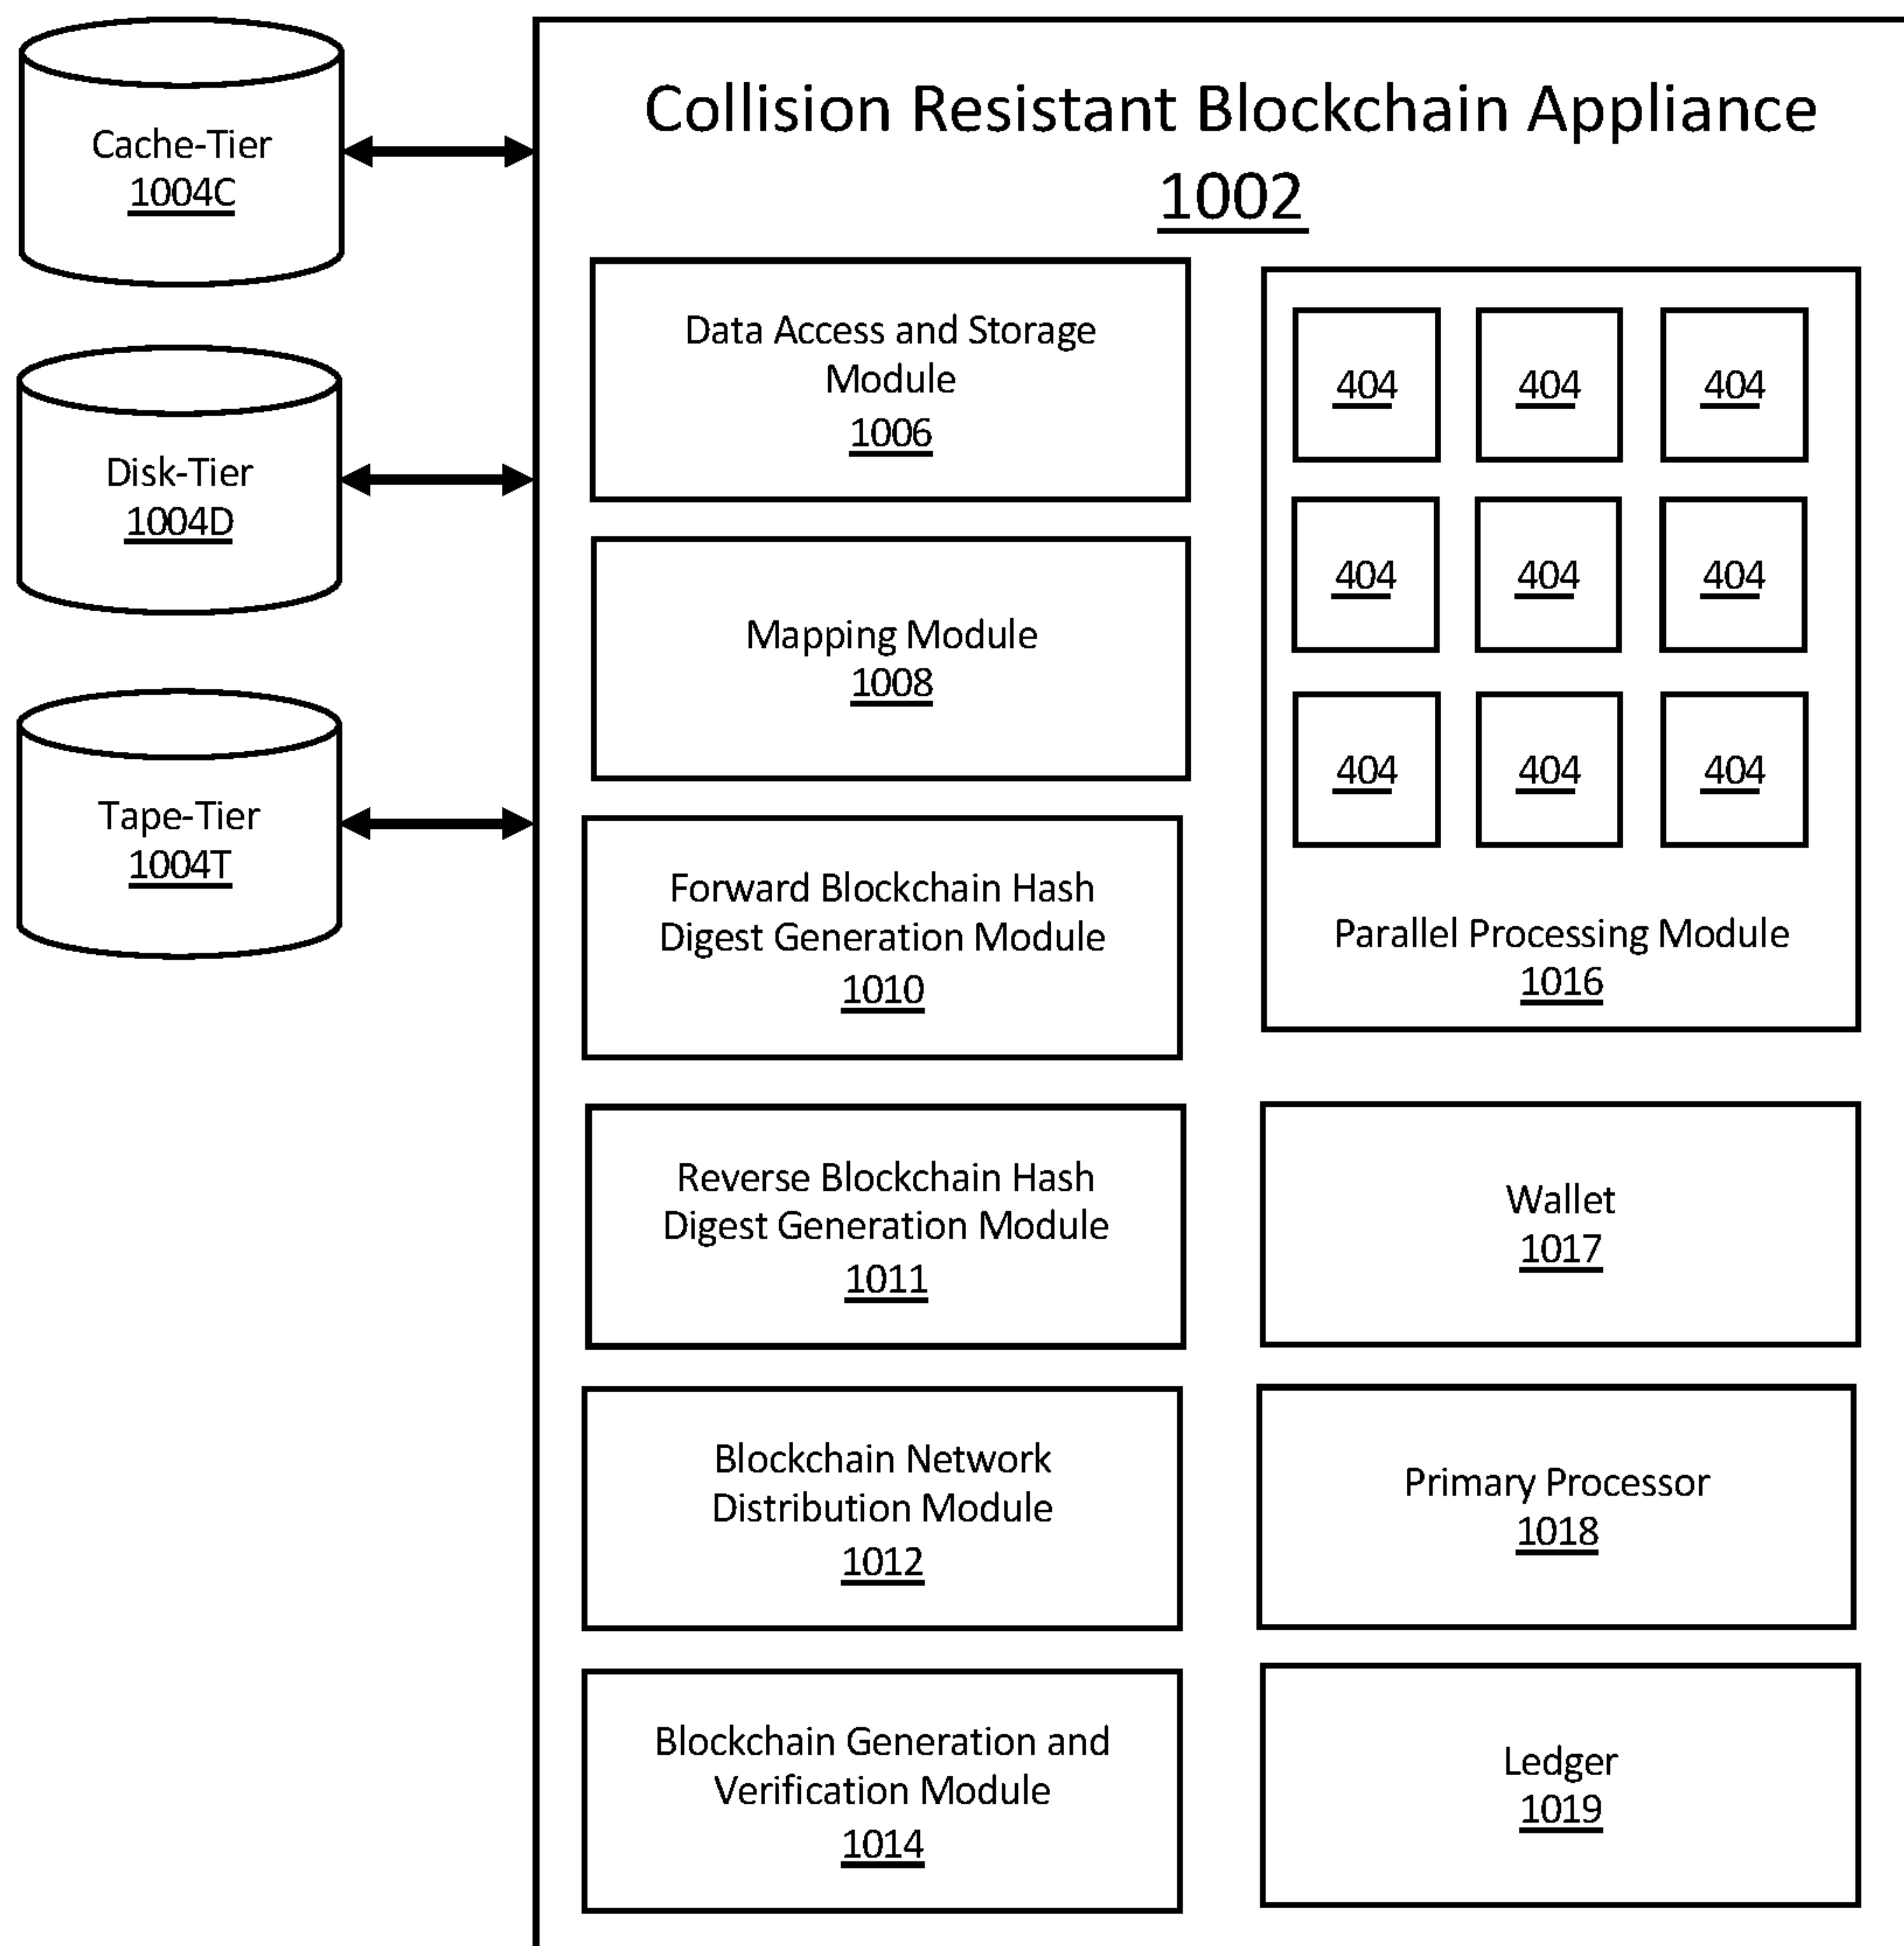 Collision Resistant Blockchain Appliance
1002
Cache-Tier
1004C
Disk-Tier
1004D
Tape-Tier
1004T
Data Access and Storage
Module
1006
Mapping Module
1008
Forward Blockchain Hash
Digest Generation Module
1010
Reverse Blockchain Hash
Digest Generation Module
1011
Blockchain Network
Distribution Module
1012
Blockchain Generation and
Verification Module
1014
404 404 404
404 404 404
404 404 404
Parallel Processing Module
1016
Wallet
1017
Primary Processor
1018
Ledger
1019